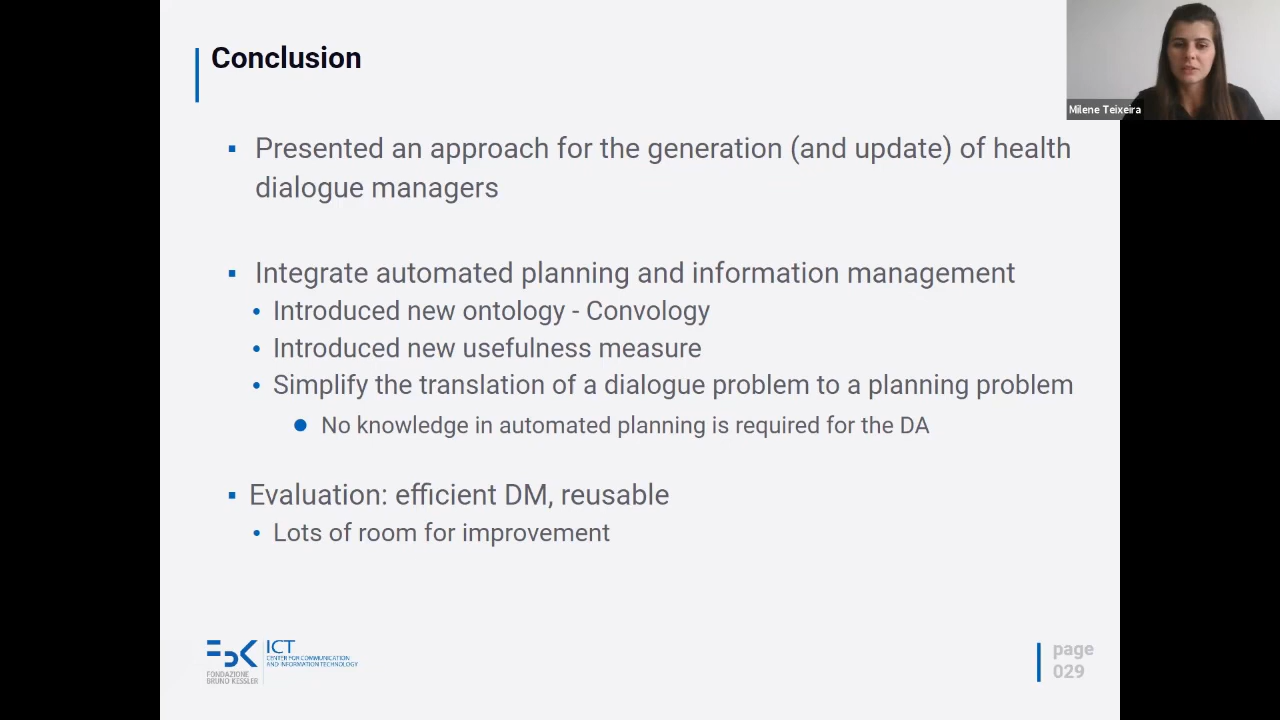 Conclusion
Milene Teixeira
Presented an approach for the generation (and update) of health
dialogue managers
Integrate automated planning and information management
Introduced new ontology - Convology
Introduced new usefulness measure
Simplify the translation of a dialogue problem to a planning problem
No knowledge in automated planning is required for the DA
Evaluation: efficient DM, reusable
Lots of room for improvement
FBK
FONDAZIONE
BRUNO KESSLER
ICT
CENTER FOR COMMUNICATION
AND INFORMATION TECHNOLOGY
page
029